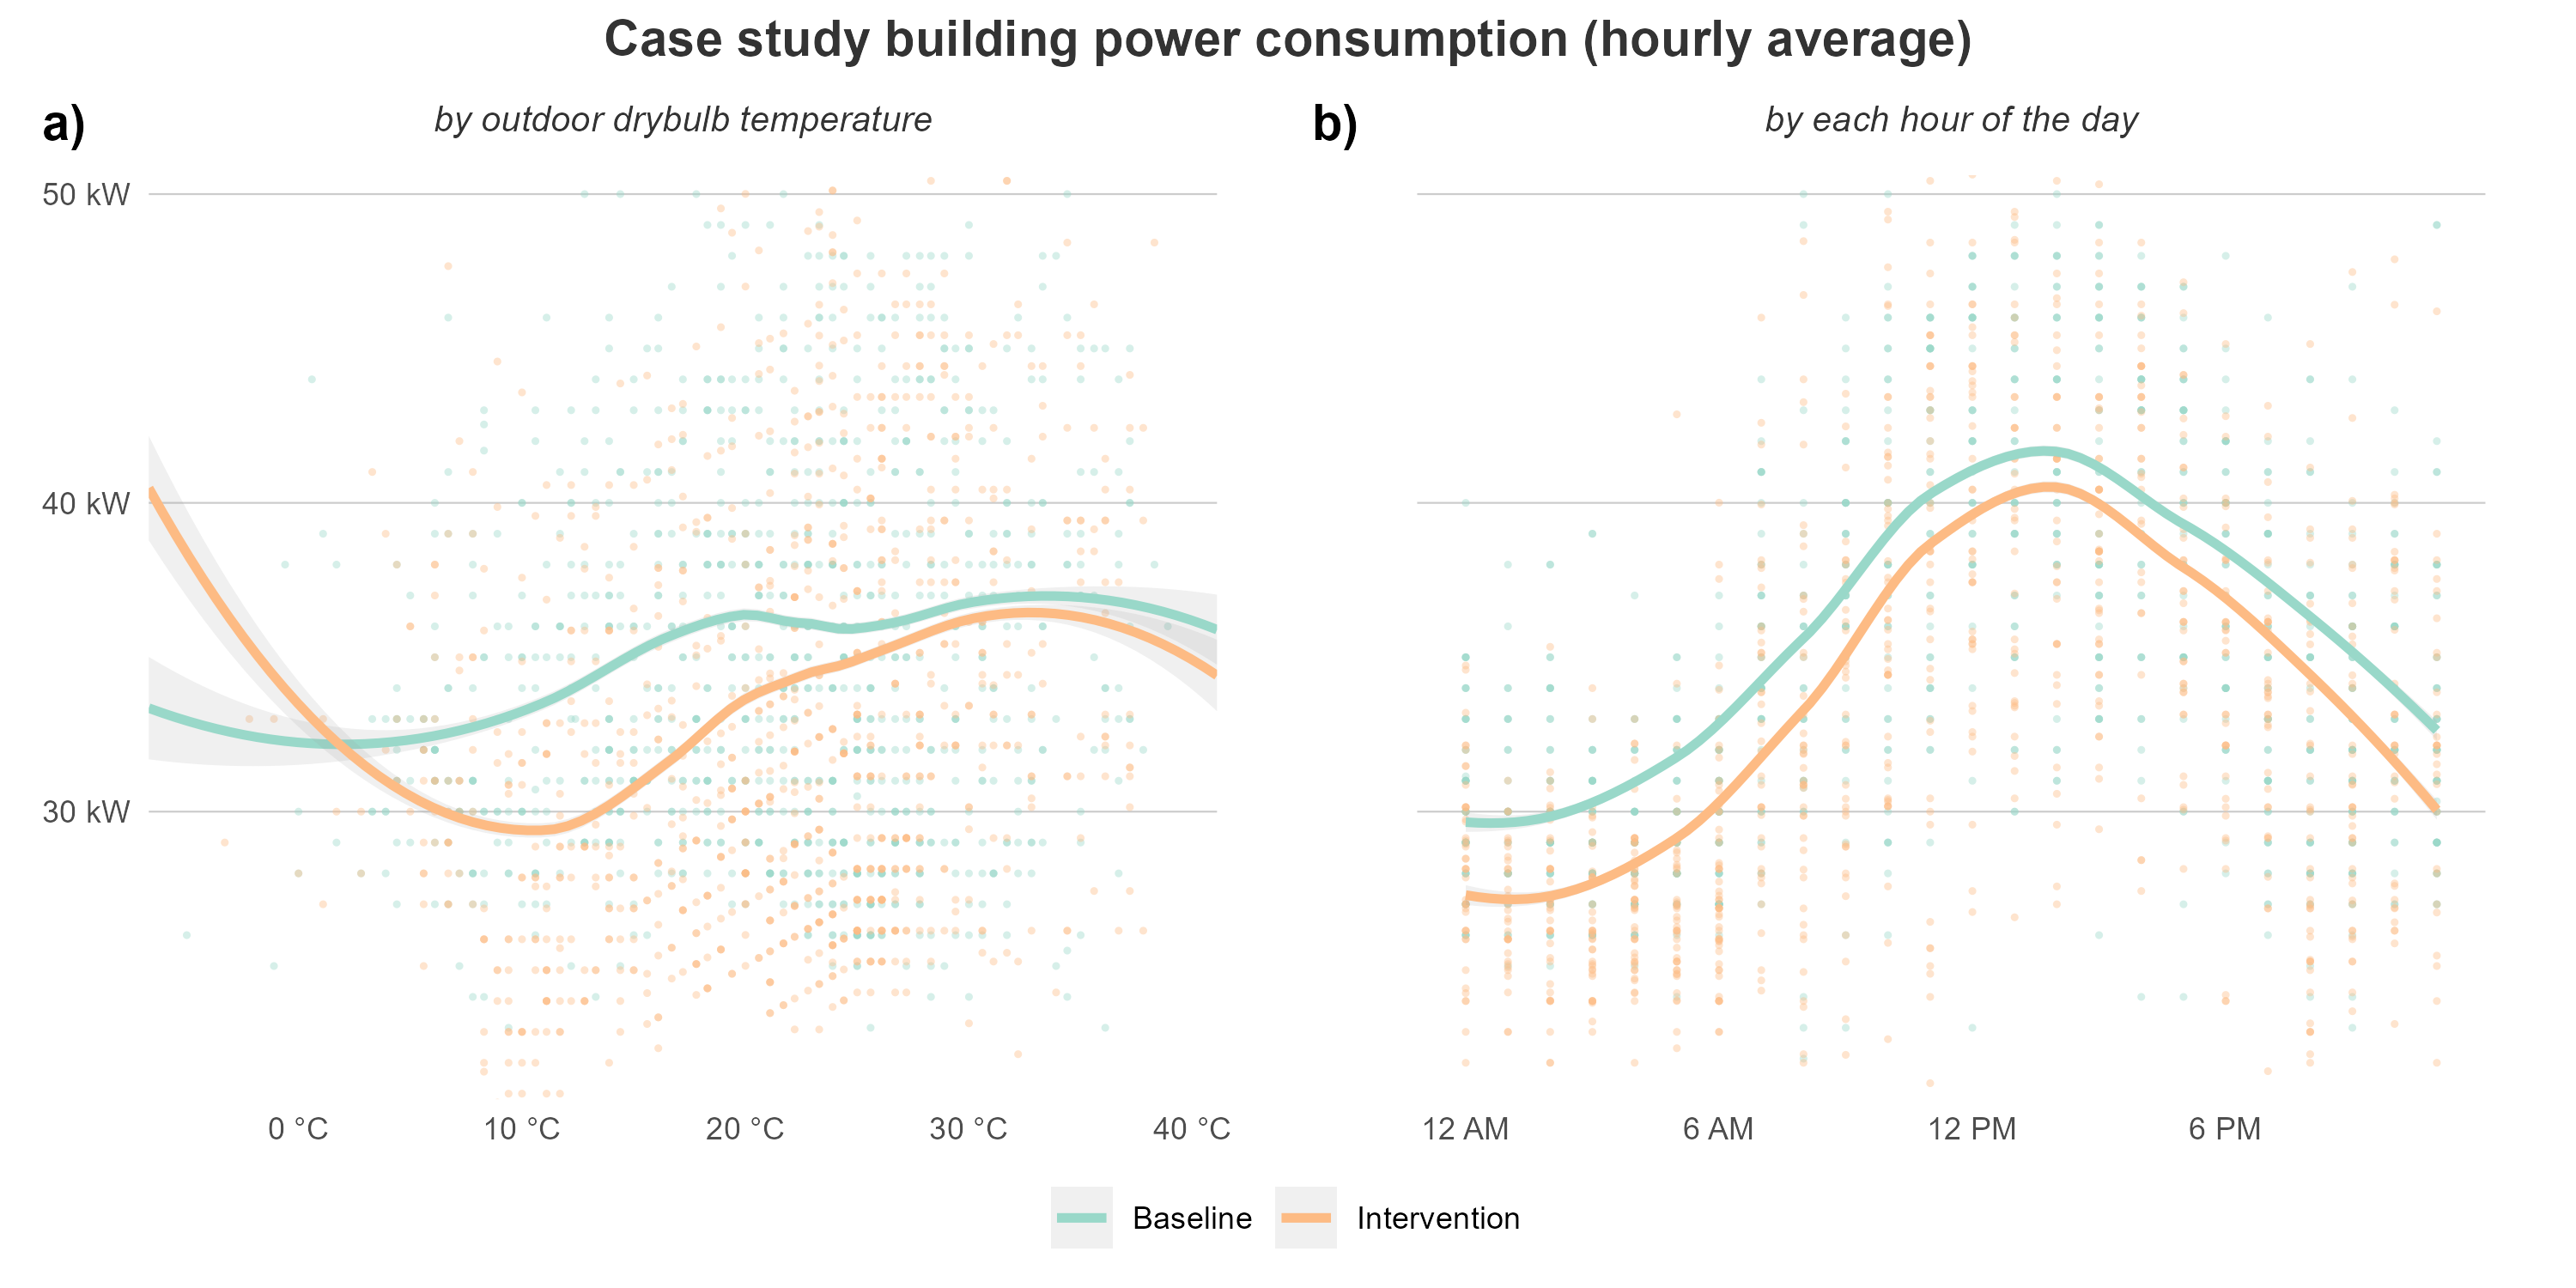 Case study building power consumption (hourly average)
a)
by outdoor drybulb temperature
b)
by each hour of the day
50 kW
40 kW
30 kW
0 °C 10 °C 20 °C 30 °C 40 °C
12 AM 6 AM 12 PM 6 PM
Baseline Intervention